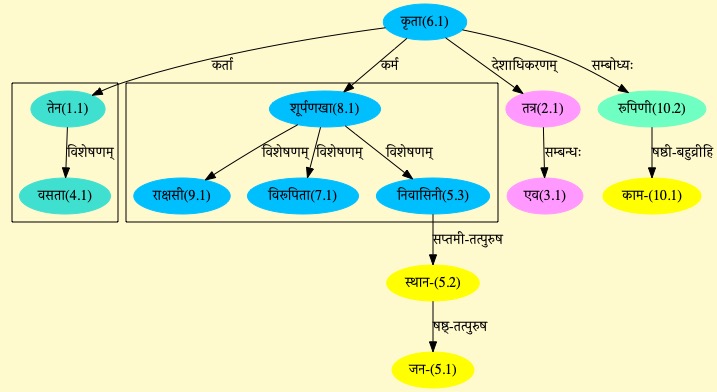 कृता(6.1)
कर्ता
कर्म
देशाधिकरणम्
सम्बोध्यः
तेन(1.1)
शूर्पणखा(8.1)
तत्र(2.1)
रूपिणी(10.2)
विशेषणम्
विशेषणम्
विशेषणम्
विशेषणम्
सम्बन्धः
षष्ठी-बहुव्रीहि
वसता(4.1)
राक्षसी(9.1)
विरूपिता(7.1)
निवासिनी(5.3)
एव(3.1)
काम-(10.1)
सप्तमी-तत्पुरुष
स्थान-(5.2)
षष्ठ्-तत्पुरुष
जन-(5.1)